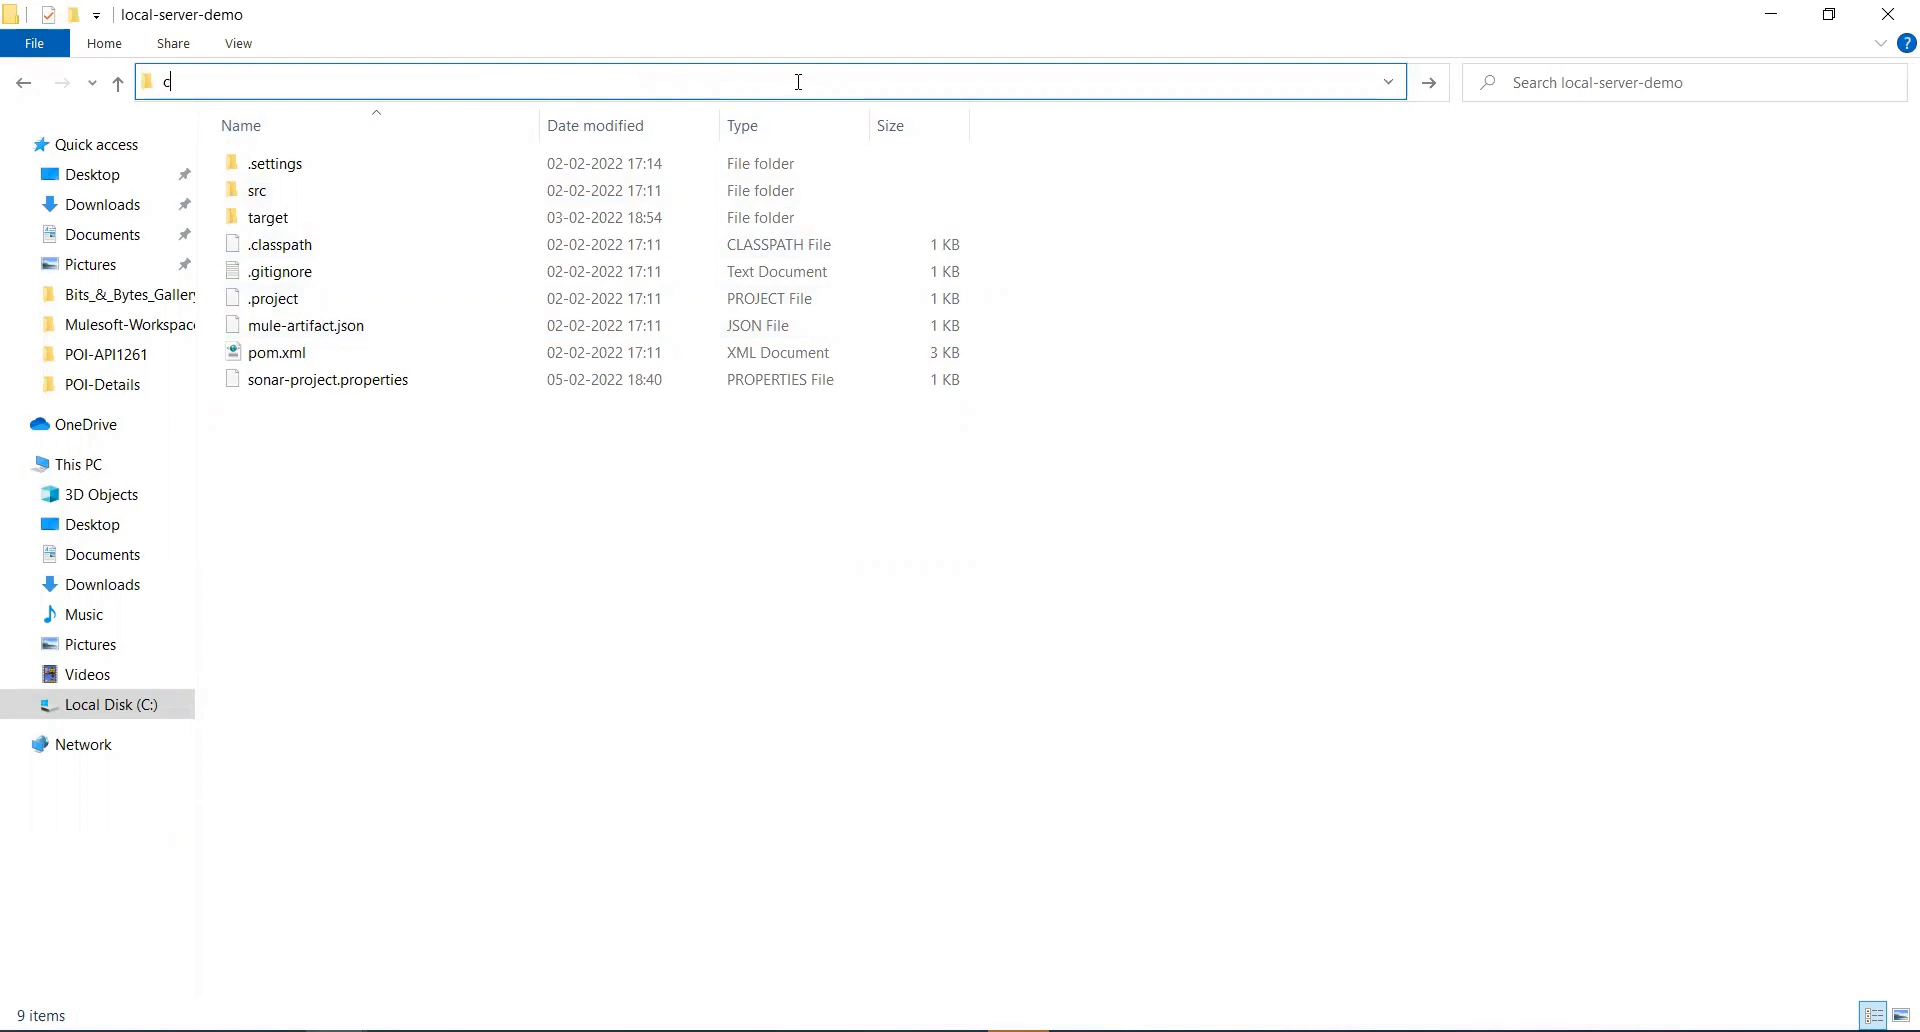 local-server-demo
File Home Share View
?
c
Search local-server-demo
Name Date modified Type Size
Quick access
Desktop
Downloads
Documents
Pictures
Bits_&_Bytes_Gallery
Mulesoft-Workspac
POI-API1261
POI-Details
OneDrive
This PC
3D Objects
Desktop
Documents
Downloads
Music
Pictures
Videos
Local Disk (C:)
Network
.settings 02-02-2022 17:14 File folder
src 02-02-2022 17:11 File folder
target 03-02-2022 18:54 File folder
.classpath 02-02-2022 17:11 CLASSPATH File 1 KB
.gitignore 02-02-2022 17:11 Text Document 1 KB
.project 02-02-2022 17:11 PROJECT File 1 KB
mule-artifact.json 02-02-2022 17:11 JSON File 1 KB
pom.xml 02-02-2022 17:11 XML Document 3 KB
sonar-project.properties 05-02-2022 18:40 PROPERTIES File 1 KB
9 items